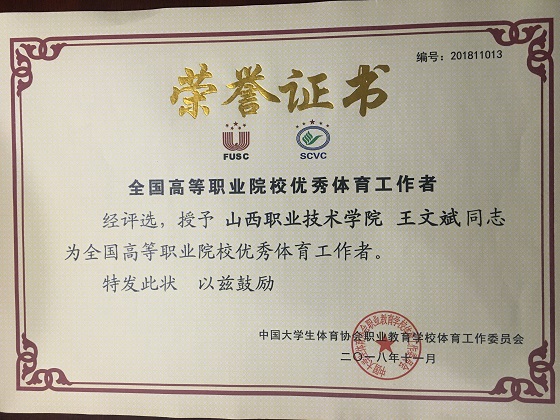 编号：201811013
荣誉证书
FUSC SCVC
全国高等职业院校优秀体育工作者
经评选，授予 山西职业技术学院 王文斌同志
为全国高等职业院校优秀体育工作者。
特发此状 以兹鼓励
中国大学生体育协会职业教育学校体育工作委员会
二〇一八年十一月